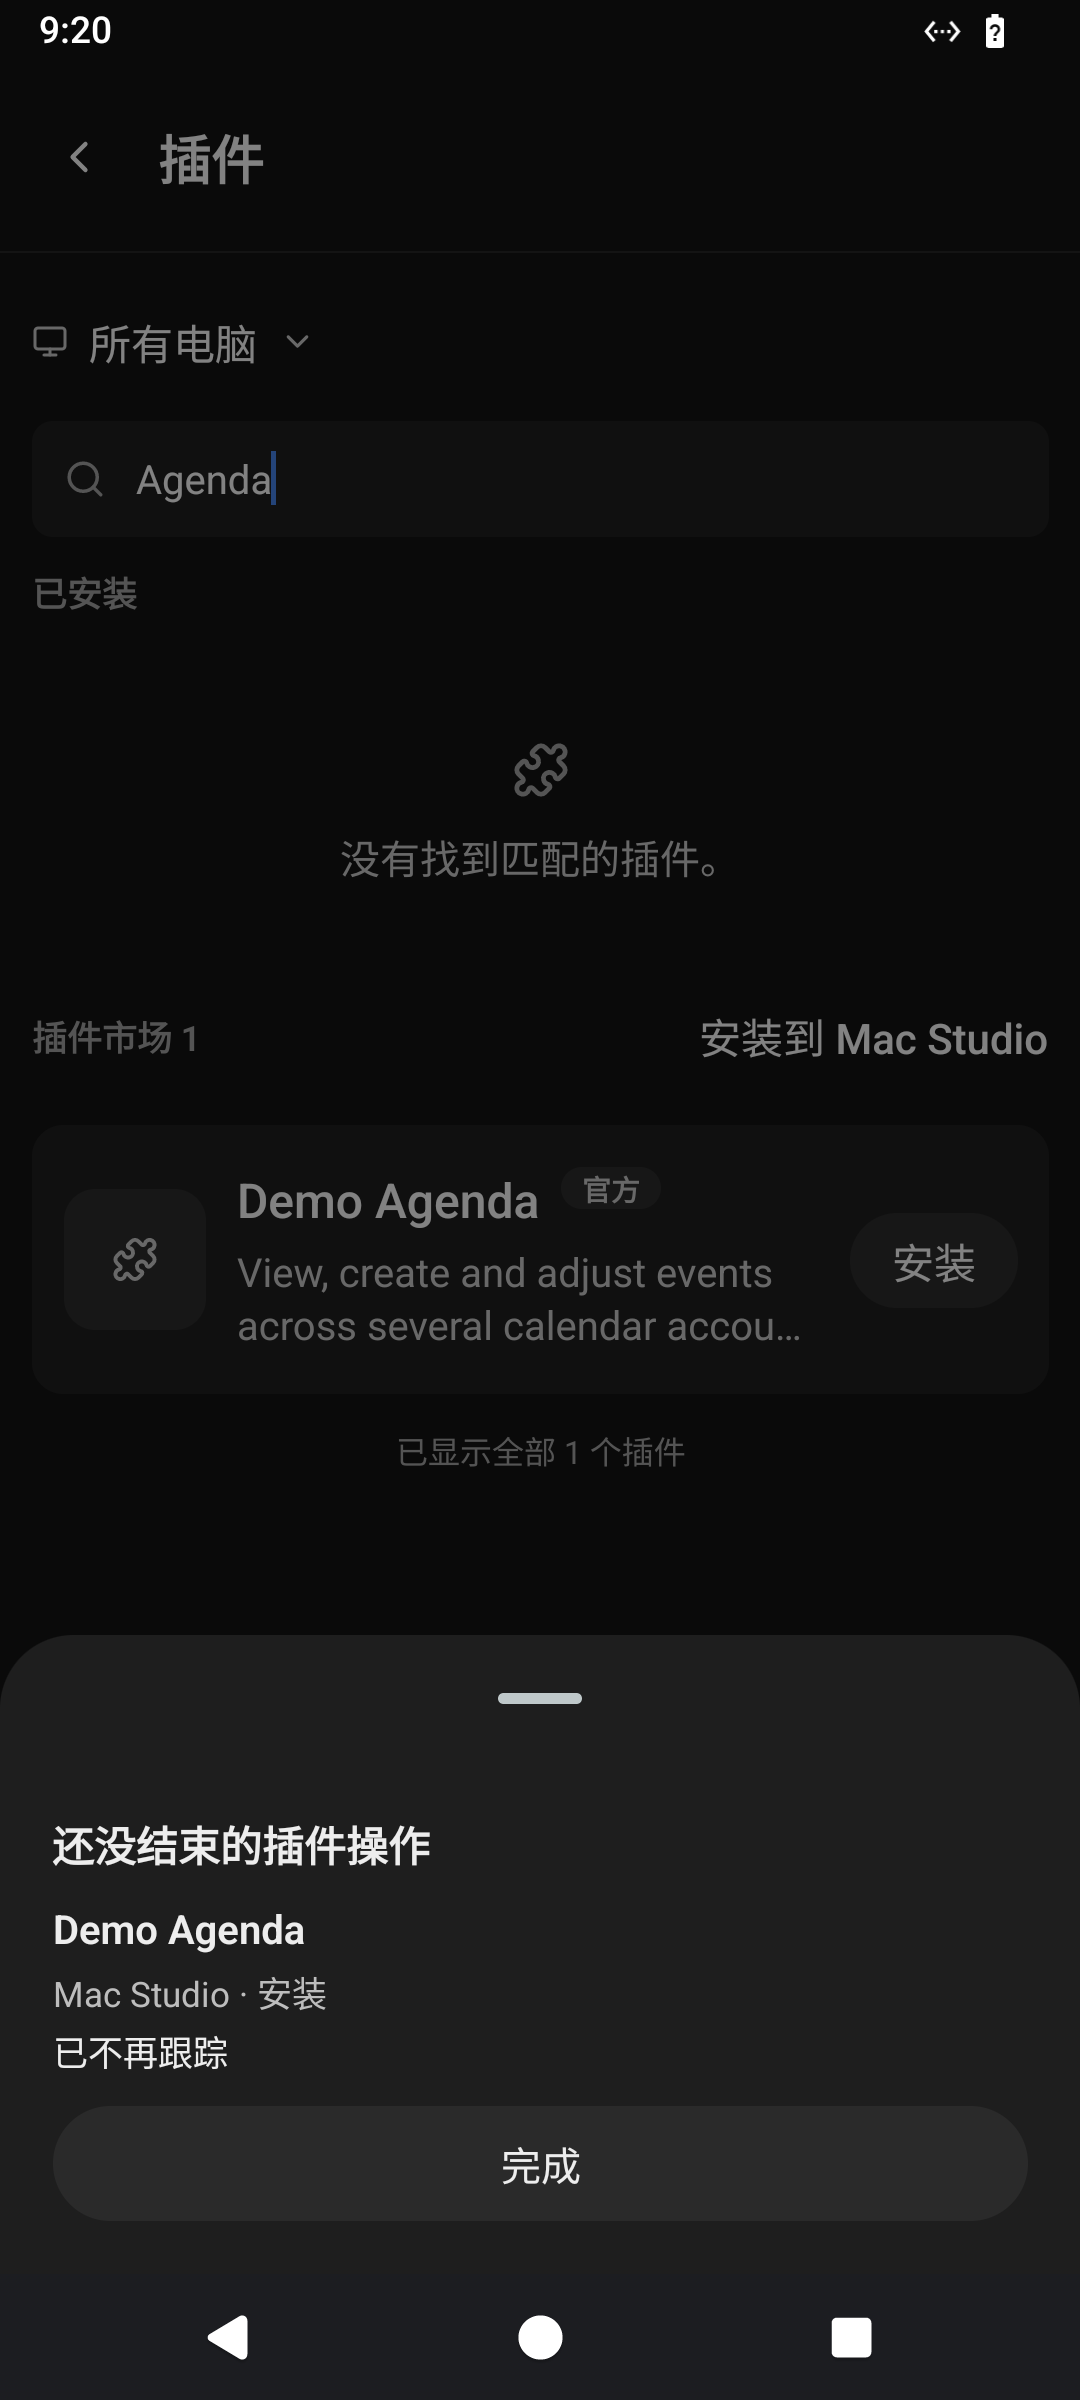 9:20
插件
所有电脑
Agenda
已安装
没有找到匹配的插件。
插件市场 1
安装到 Mac Studio
Demo Agenda
官方
View, create and adjust events
across several calendar accou...
安装
已显示全部 1 个插件
还没结束的插件操作
Demo Agenda
Mac Studio · 安装
已不再跟踪
完成